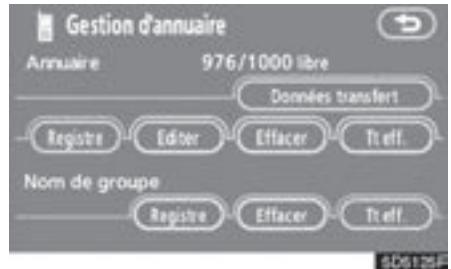 Gestion d'annuaire
Annuaire 976/1000 libre
Données transfert
Registre Editer Effacer Tt eff.
Nom de groupe
Registre Effacer Tt eff.